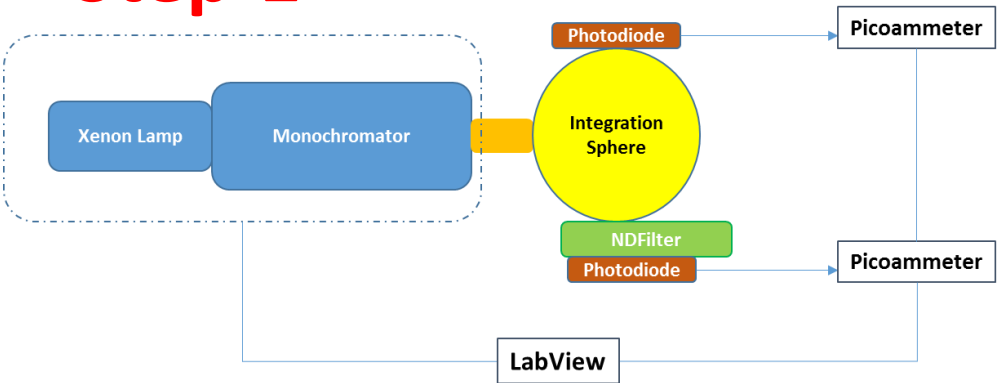 Photodiode
Picoammeter
Xenon Lamp
Monochromator
Integration
Sphere
NDFilter
Photodiode
Picoammeter
LabView